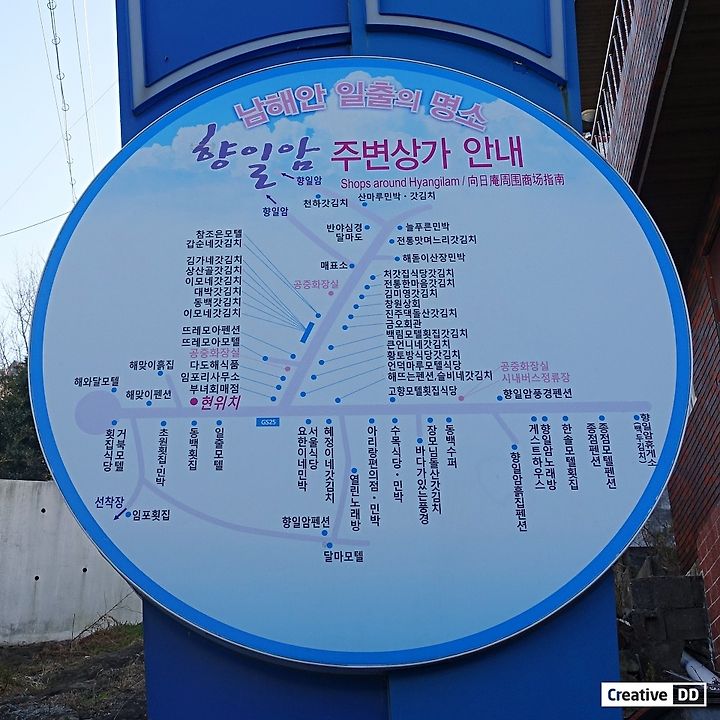 남해안 일출의 명소
향일암 주변상가 안내
Shops around Hyangilam / 向日庵周围商场指南
향일암
향일암
천하갓김치
산마루민박 · 갓김치
반야심경
달마도
늘푸른민박
전통맛며느리갓김치
매표소
해돋이산장민박
창조은모텔
갑순네갓김치
김가네갓김치
상산골갓김치
이모네갓김치
대박갓김치
동백갓김치
이모네갓김치
공중화장실
처갓집식당갓김치
전통한마음갓김치
김미영갓김치
창원상회
진주댁돌산갓김치
금오회관
백림모텔횟집갓김치
큰언니네갓김치
황토방식당갓김치
언덕마루모텔식당
해뜨는펜션,슬비네갓김치
고향모텔횟집식당
뜨레모아펜션
뜨레모아모텔
공중화장실
다도해식품
임포리사무소
부녀회매점
현위치
해맞이흙집
해와달모텔
해맞이펜션
공중화장실
시내버스정류장
향일암풍경펜션
GS25
거북모텔
회진식당
초원횟집·민박
동백횟집
일출모텔
서울식당
요한이네민박
혜정이네갓김치
열린노래방
아리랑편의점·민박
수목식당·민박
바다가있는풍경
장모님돌산갓김치
동백수퍼
향일암흙집펜션
향일암노래방
게스트하우스
한솔모텔횟집
종점모텔펜션
종점펜션
향일암휴게소
선착장
임포횟집
향일암펜션
달마모텔
Creative DD